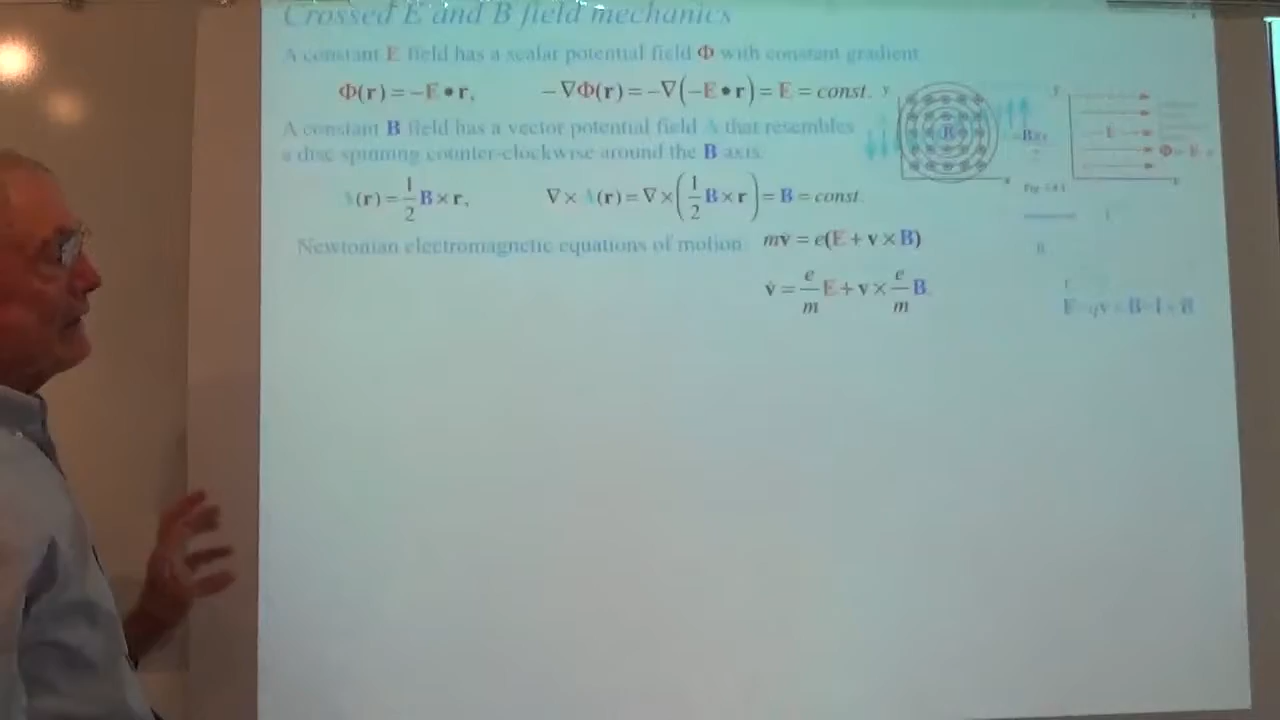 Crossed E and B field mechanics
A constant E field has a scalar potential field Φ with constant gradient
Φ(r) = −E•r, −∇Φ(r) = −∇(−E•r) = E = const.
A constant B field has a vector potential field A that resembles
a disc spinning counter-clockwise around the B axis
A(r) = 1/2 B × r, ∇ × A(r) = ∇ × (1/2 B × r) = B = const.
Newtonian electromagnetic equations of motion mv̇ = e(E + v × B)
v̇ = e/m E + v × e/m B
y
B
x
y
E
Φ
x